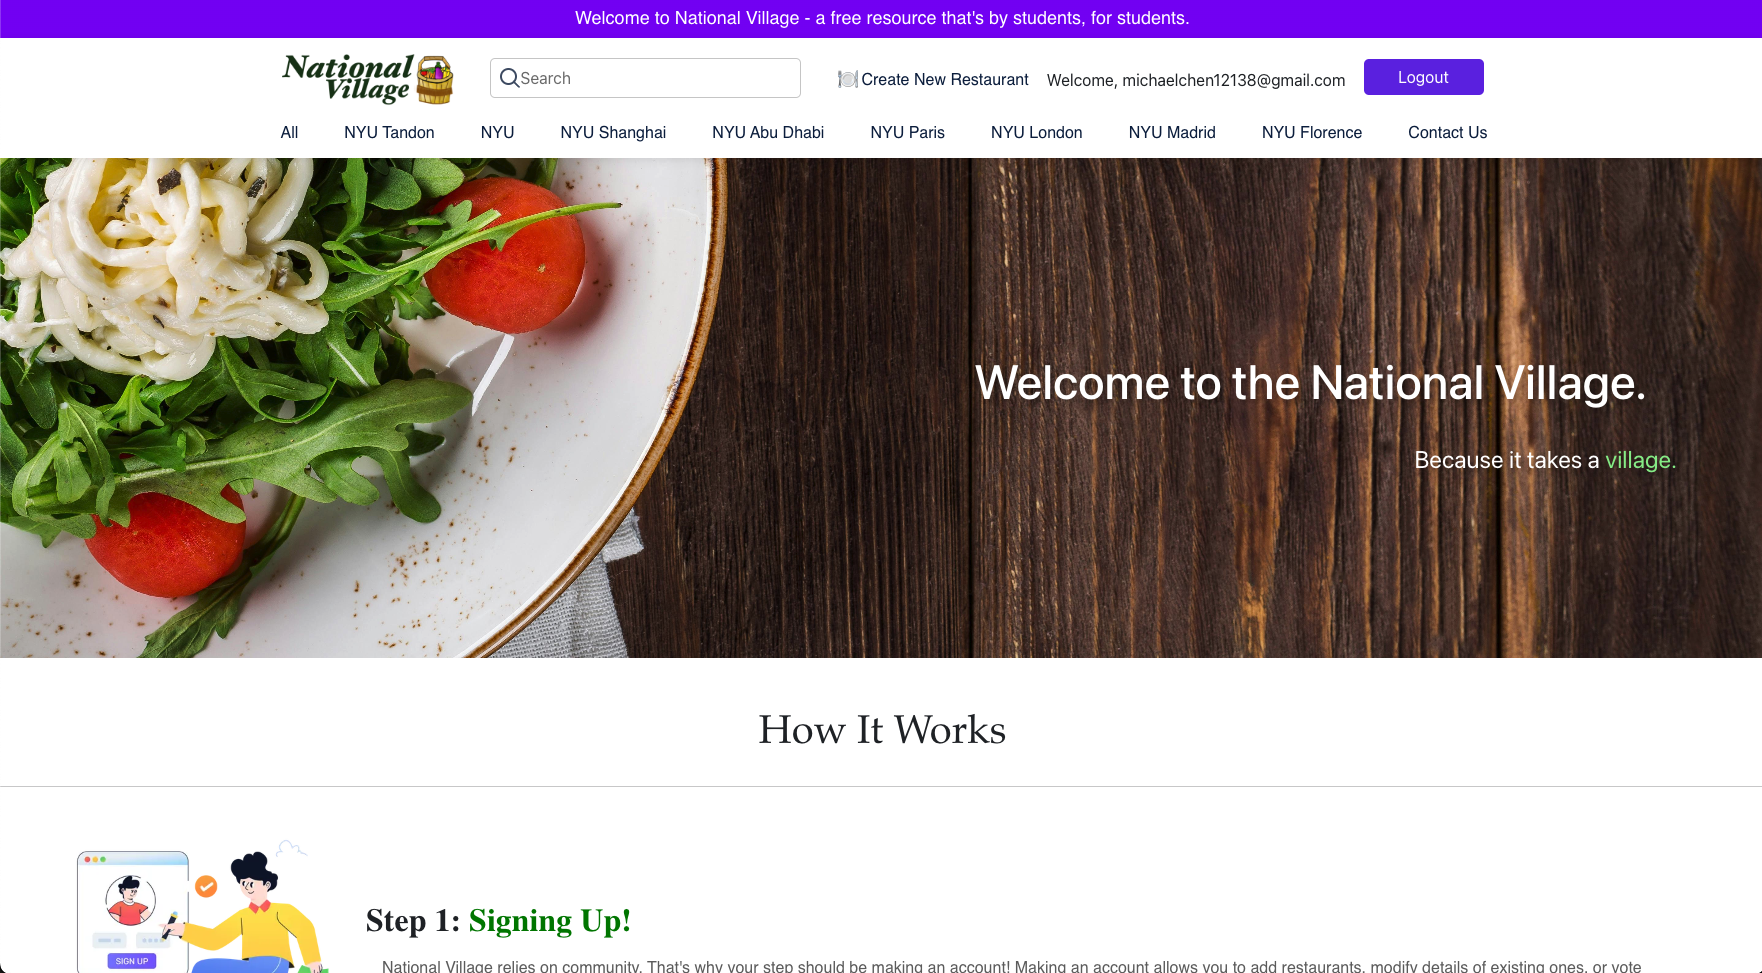 Welcome to National Village - a free resource that's by students, for students.
National
Village
Search
Create New Restaurant
Welcome, michaelchen12138@gmail.com
Logout
All
NYU Tandon
NYU
NYU Shanghai
NYU Abu Dhabi
NYU Paris
NYU London
NYU Madrid
NYU Florence
Contact Us
Welcome to the National Village.
Because it takes a village.
How It Works
SIGN UP
Step 1: Signing Up!
National Village relies on community. That's why your step should be making an account! Making an account allows you to add restaurants, modify details of existing ones, or vote